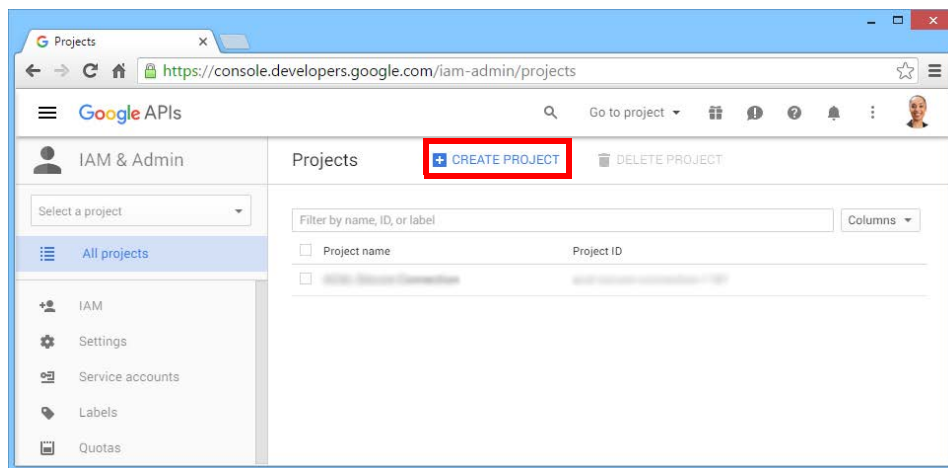 Projects
https://console.developers.google.com/iam-admin/projects
Google APIs
Go to project
IAM & Admin
Projects
CREATE PROJECT
DELETE PROJECT
Select a project
Filter by name, ID, or label
Columns
All projects
Project name
Project ID
IAM
Settings
Service accounts
Labels
Quotas